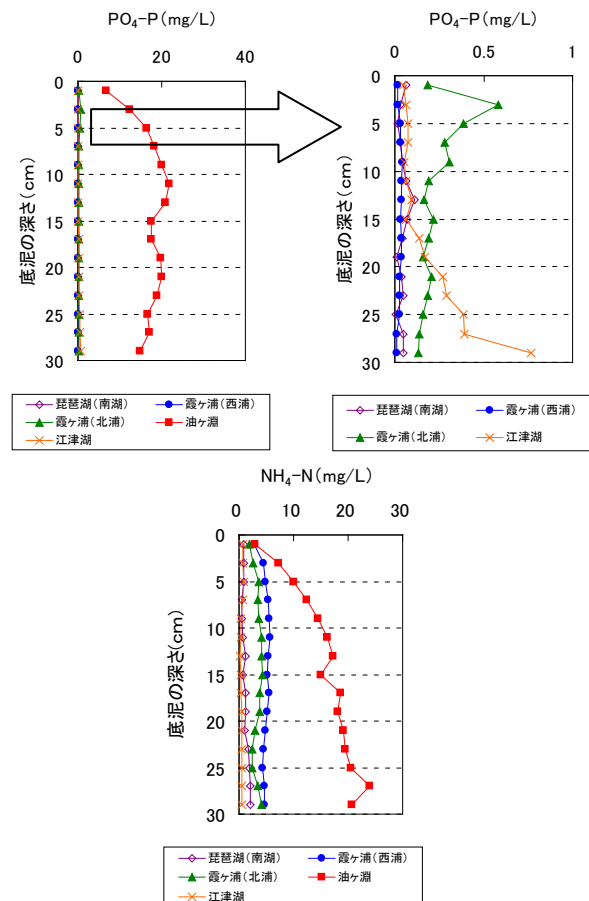 PO₄-P(mg/L)
0 20 40
0
5
10
15
20
25
30
底泥の深さ(cm)
琵琶湖(南湖) 霞ヶ浦(西浦)
霞ヶ浦(北浦) 油ヶ淵
江津湖
PO₄-P(mg/L)
0 0.5 1
0
5
10
15
20
25
30
底泥の深さ(cm)
琵琶湖(南湖) 霞ヶ浦(西浦)
霞ヶ浦(北浦) 江津湖
NH₄-N(mg/L)
0 10 20 30
0
5
10
15
20
25
30
底泥の深さ(cm)
琵琶湖(南湖) 霞ヶ浦(西浦)
霞ヶ浦(北浦) 油ヶ淵
江津湖